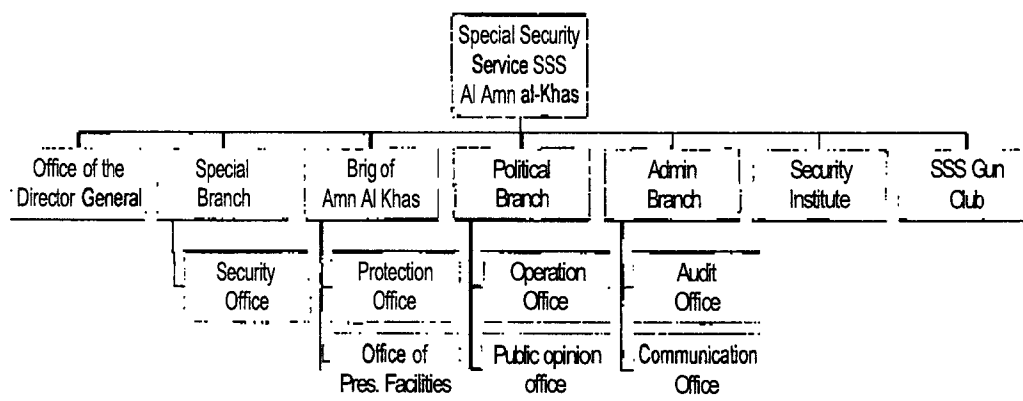 Special Security
Service SSS
Al Amn al-Khas
Office of the
Director General
Special
Branch
Brig of
Amn Al Khas
Political
Branch
Admin
Branch
Security
Institute
SSS Gun
Club
Security
Office
Protection
Office
Operation
Office
Audit
Office
Office of
Pres. Facilities
Public opinion
office
Communication
Office